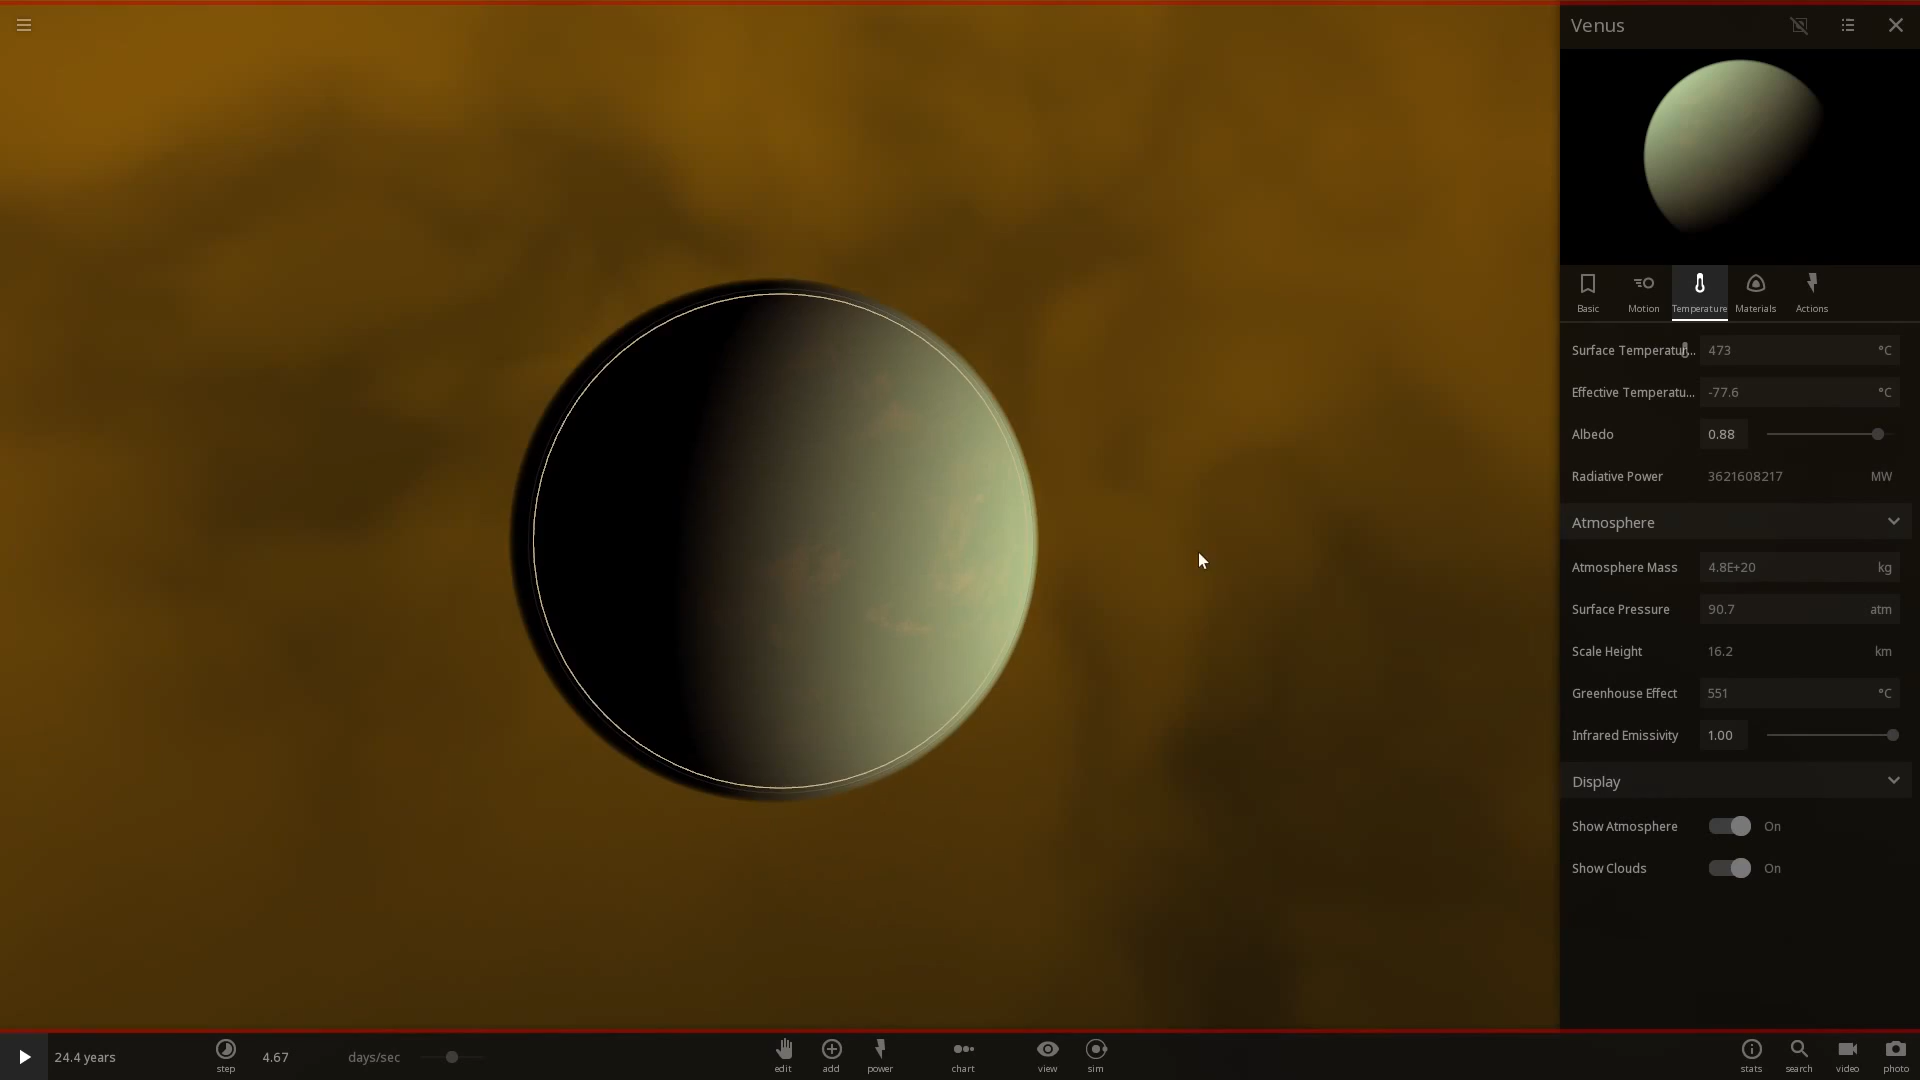 Venus
Basic Motion Temperature Materials Actions
Surface Temperatur... 473 °C
Effective Temperatu... -77.6 °C
Albedo 0.88
Radiative Power 3621608217 MW
Atmosphere
Atmosphere Mass 4.8E+20 kg
Surface Pressure 90.7 atm
Scale Height 16.2 km
Greenhouse Effect 551 °C
Infrared Emissivity 1.00
Display
Show Atmosphere On
Show Clouds On
24.4 years step 4.67 days/sec edit add power chart view sim stats search video photo